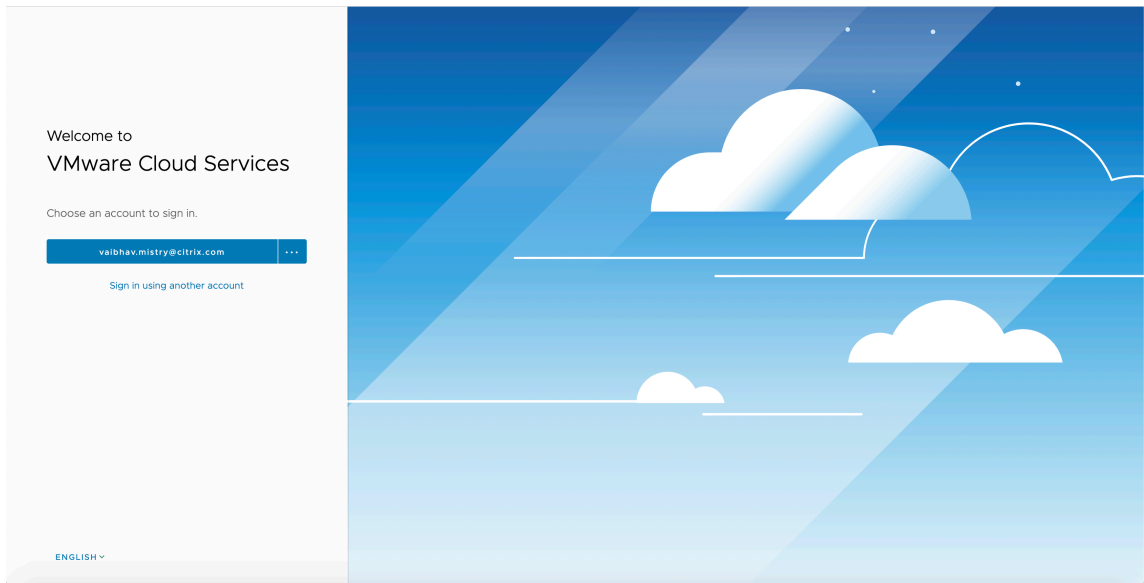 Welcome to
VMware Cloud Services
Choose an account to sign in.
vaibhav.mistry@citrix.com
Sign in using another account
ENGLISH